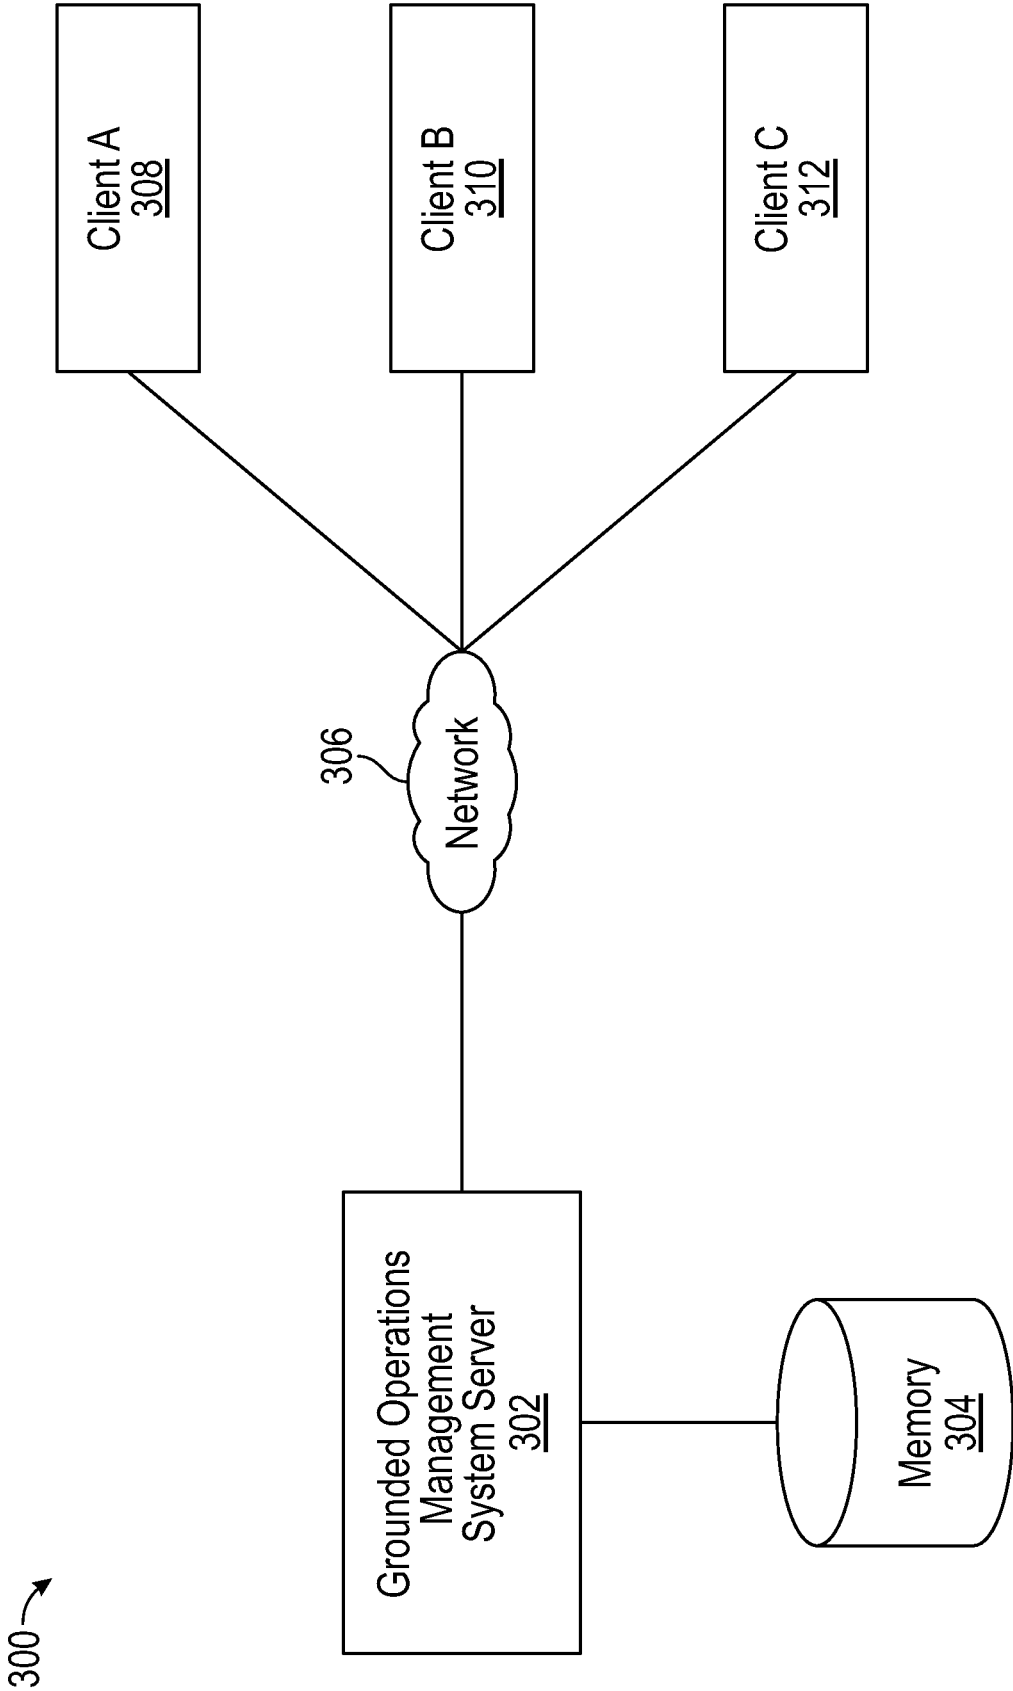 300
Grounded Operations
Management
System Server
302
Memory
304
306
Network
Client A
308
Client B
310
Client C
312